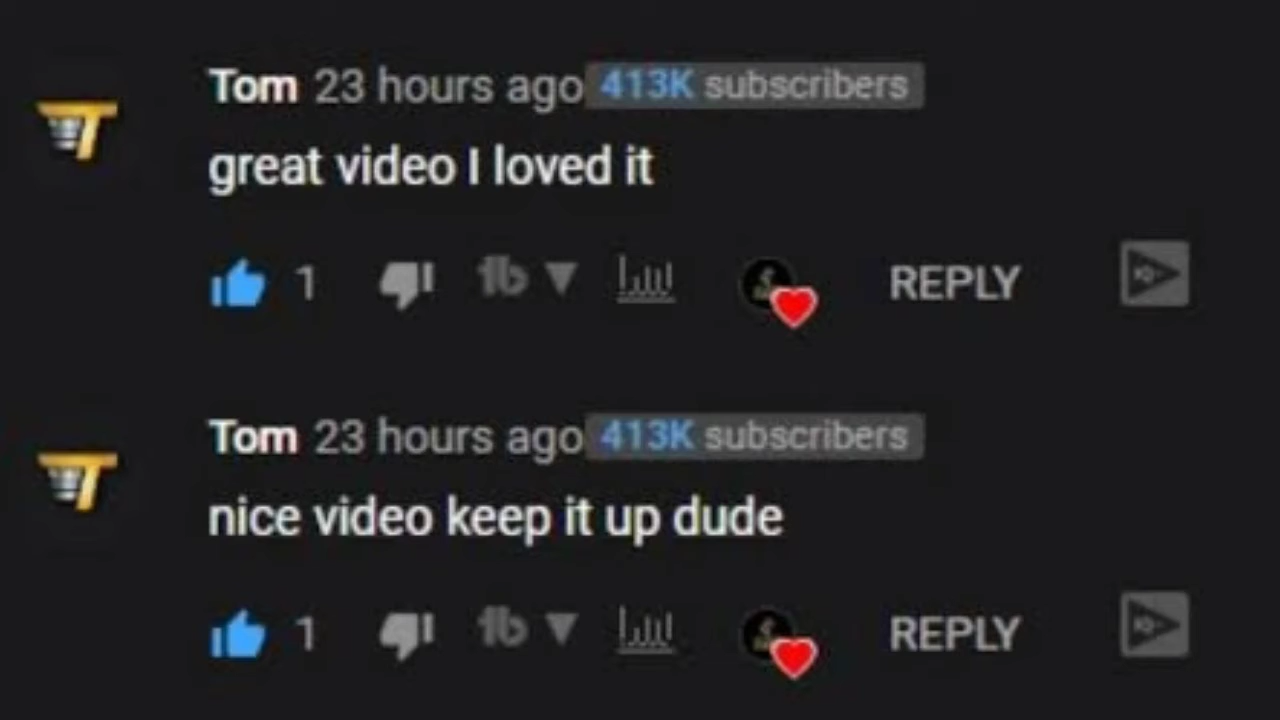 Tom 23 hours ago 413K subscribers
great video I loved it
1 REPLY
Tom 23 hours ago 413K subscribers
nice video keep it up dude
1 REPLY